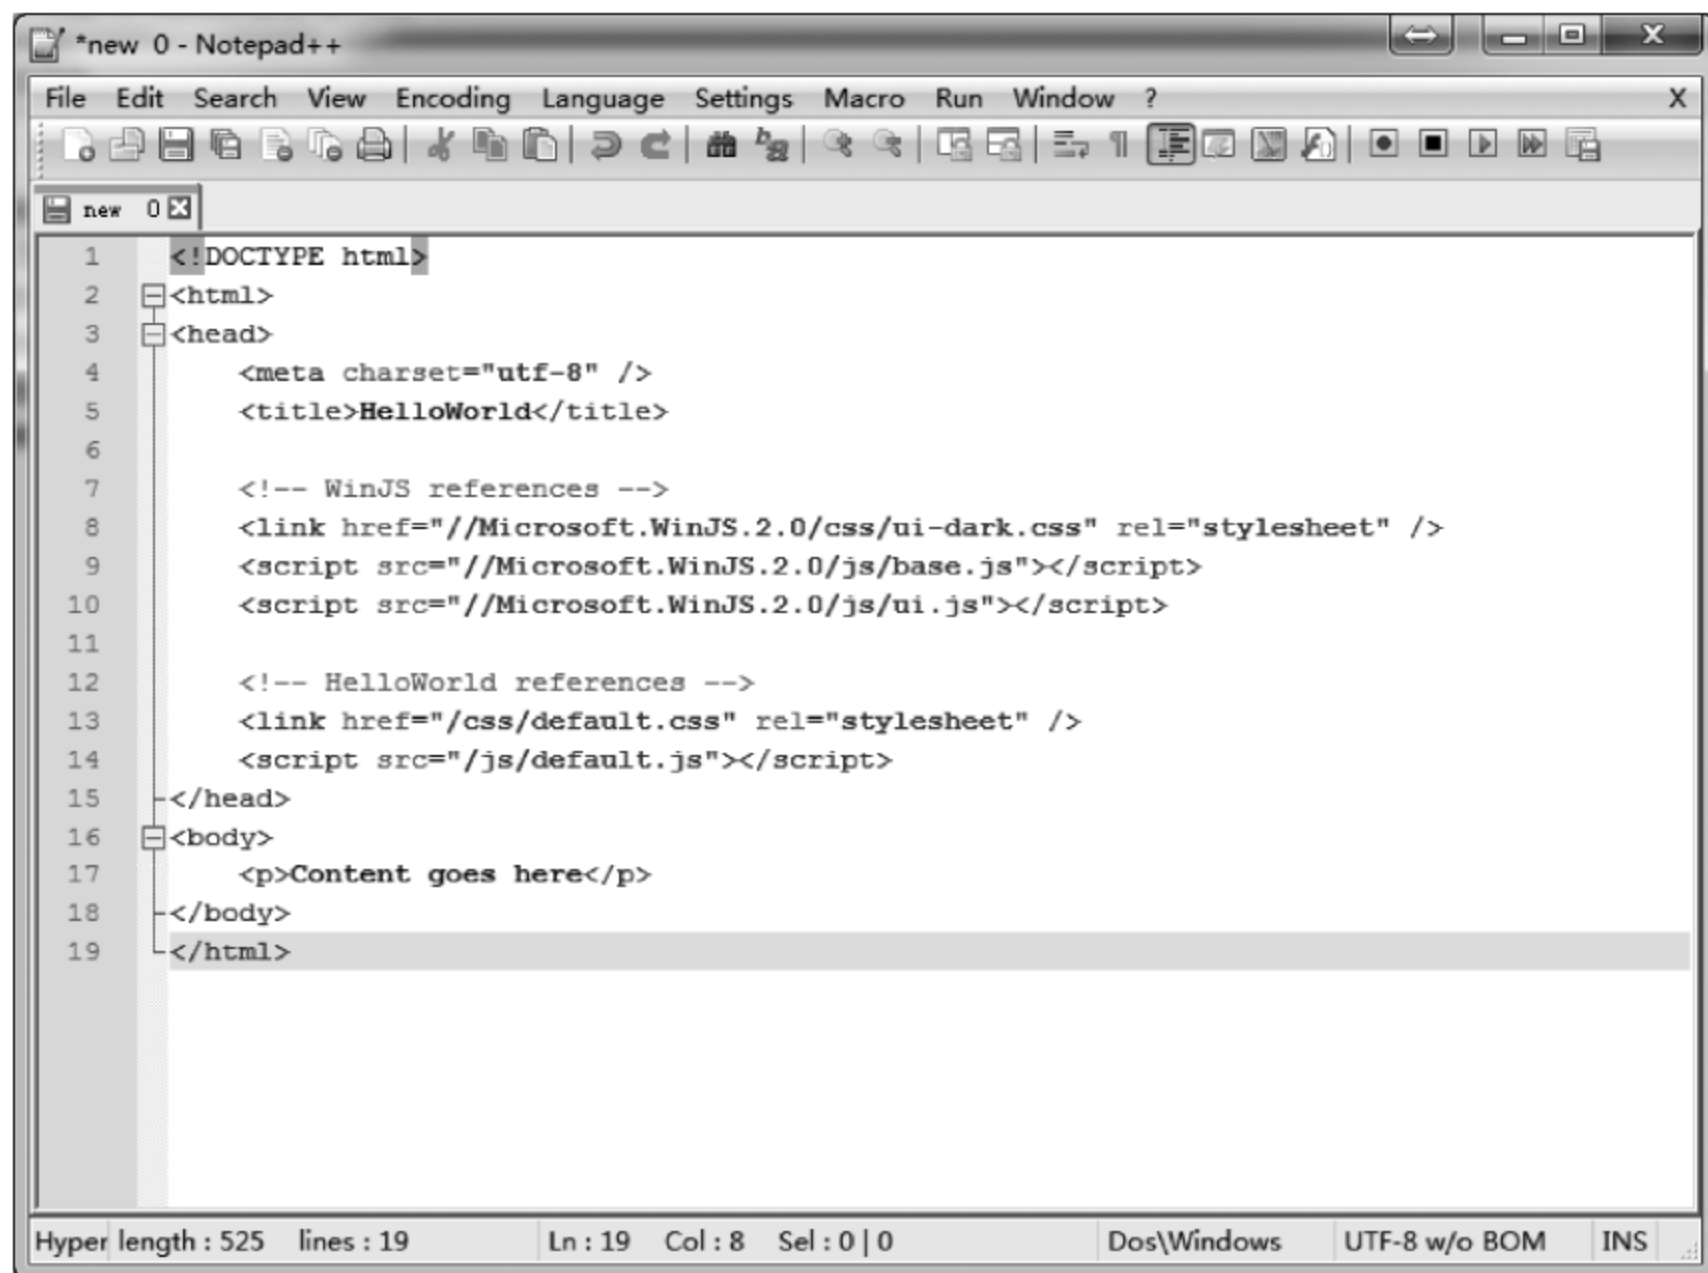 *new  0 - Notepad++
File Edit Search View Encoding Language Settings Macro Run Window ? X
new  0
1 <!DOCTYPE html>
2 <html>
3 <head>
4     <meta charset="utf-8" />
5     <title>HelloWorld</title>
6
7     <!-- WinJS references -->
8     <link href="//Microsoft.WinJS.2.0/css/ui-dark.css" rel="stylesheet" />
9     <script src="//Microsoft.WinJS.2.0/js/base.js"></script>
10     <script src="//Microsoft.WinJS.2.0/js/ui.js"></script>
11
12     <!-- HelloWorld references -->
13     <link href="/css/default.css" rel="stylesheet" />
14     <script src="/js/default.js"></script>
15 </head>
16 <body>
17     <p>Content goes here</p>
18 </body>
19 </html>
Hyper length : 525 lines : 19 Ln : 19 Col : 8 Sel : 0 | 0 Dos\Windows UTF-8 w/o BOM INS